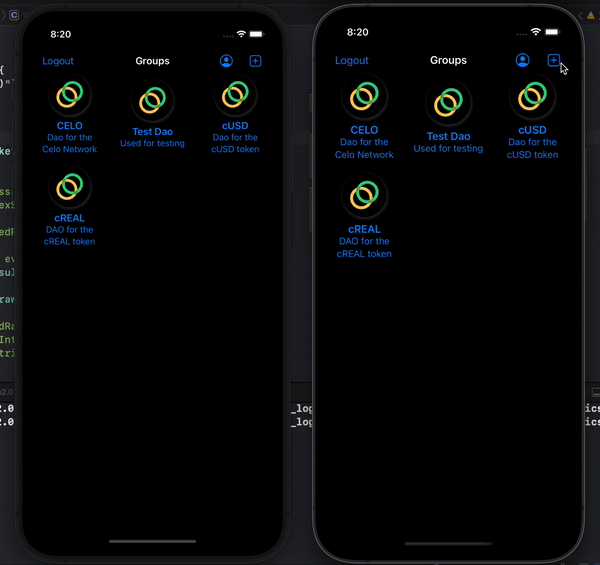 8:20
Logout
Groups
CELO
Dao for the
Celo Network
Test Dao
Used for testing
cUSD
Dao for the
cUSD token
cREAL
DAO for the
cREAL token
8:20
Logout
Groups
CELO
Dao for the
Celo Network
Test Dao
Used for testing
cUSD
Dao for the
cUSD token
cREAL
DAO for the
cREAL token